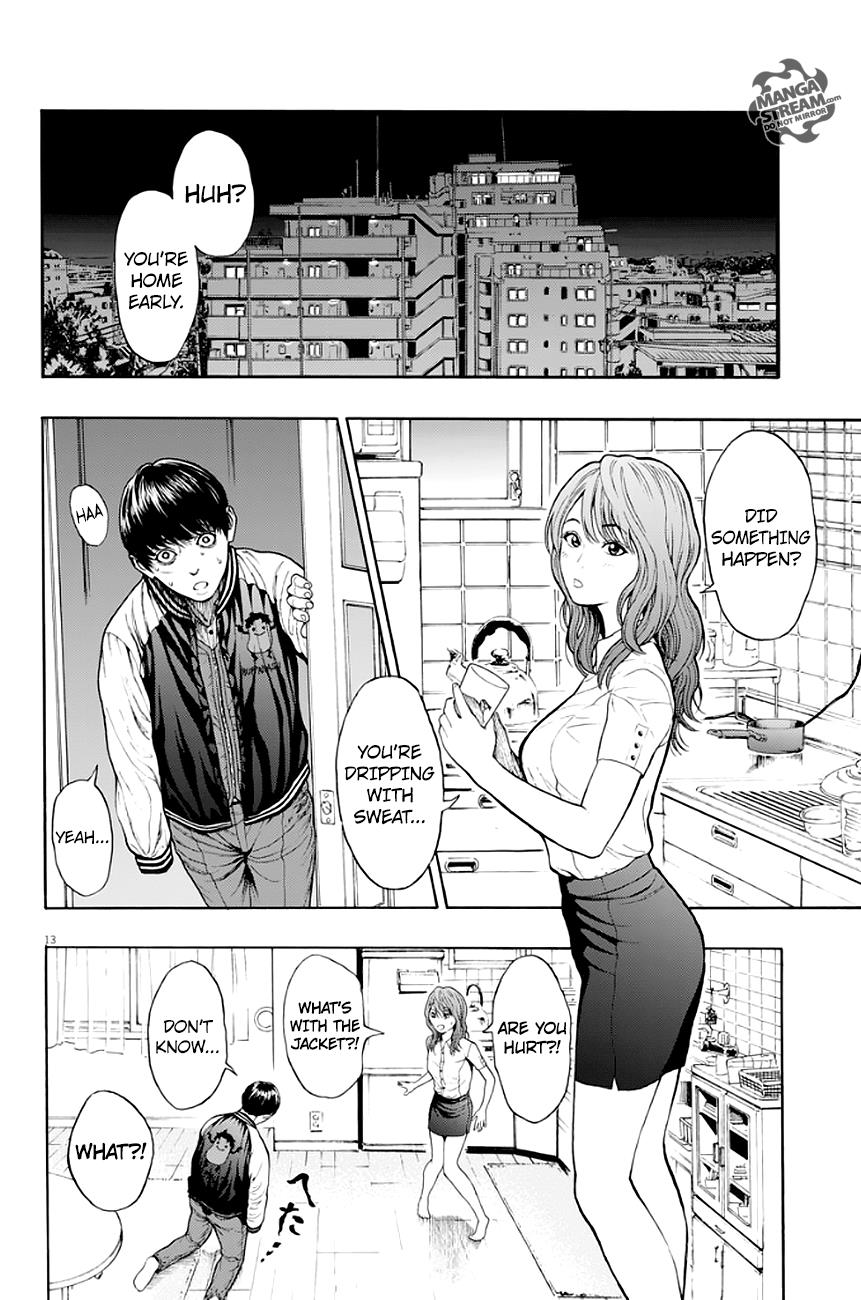 MANGA
STREAM.com
DO NOT MIRROR
HUH?
YOU'RE
HOME
EARLY.
DID
SOMETHING
HAPPEN?
HAA
YOU'RE
DRIPPING
WITH
SWEAT...
YEAH...
13
ARE YOU
HURT?!
WHAT'S
WITH THE
JACKET?!
DON'T
KNOW...
WHAT?!
てた…